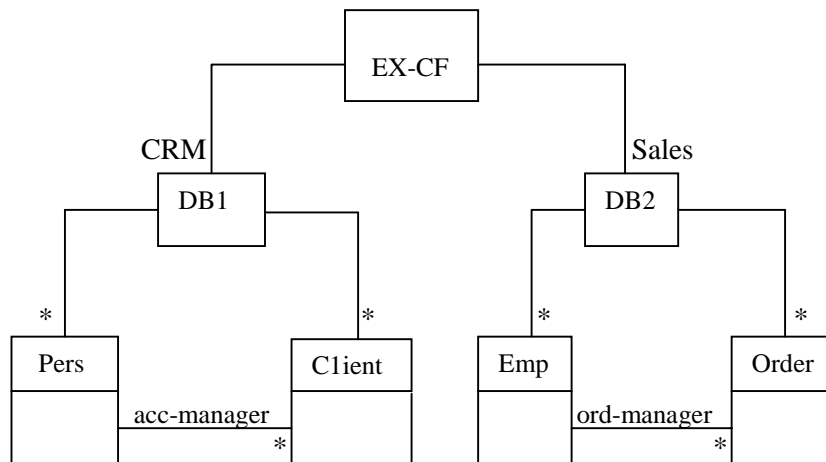 EX-CF
CRM
Sales
DB1
DB2
*
*
*
*
Pers
C1ient
Emp
Order
acc-manager
*
ord-manager
*